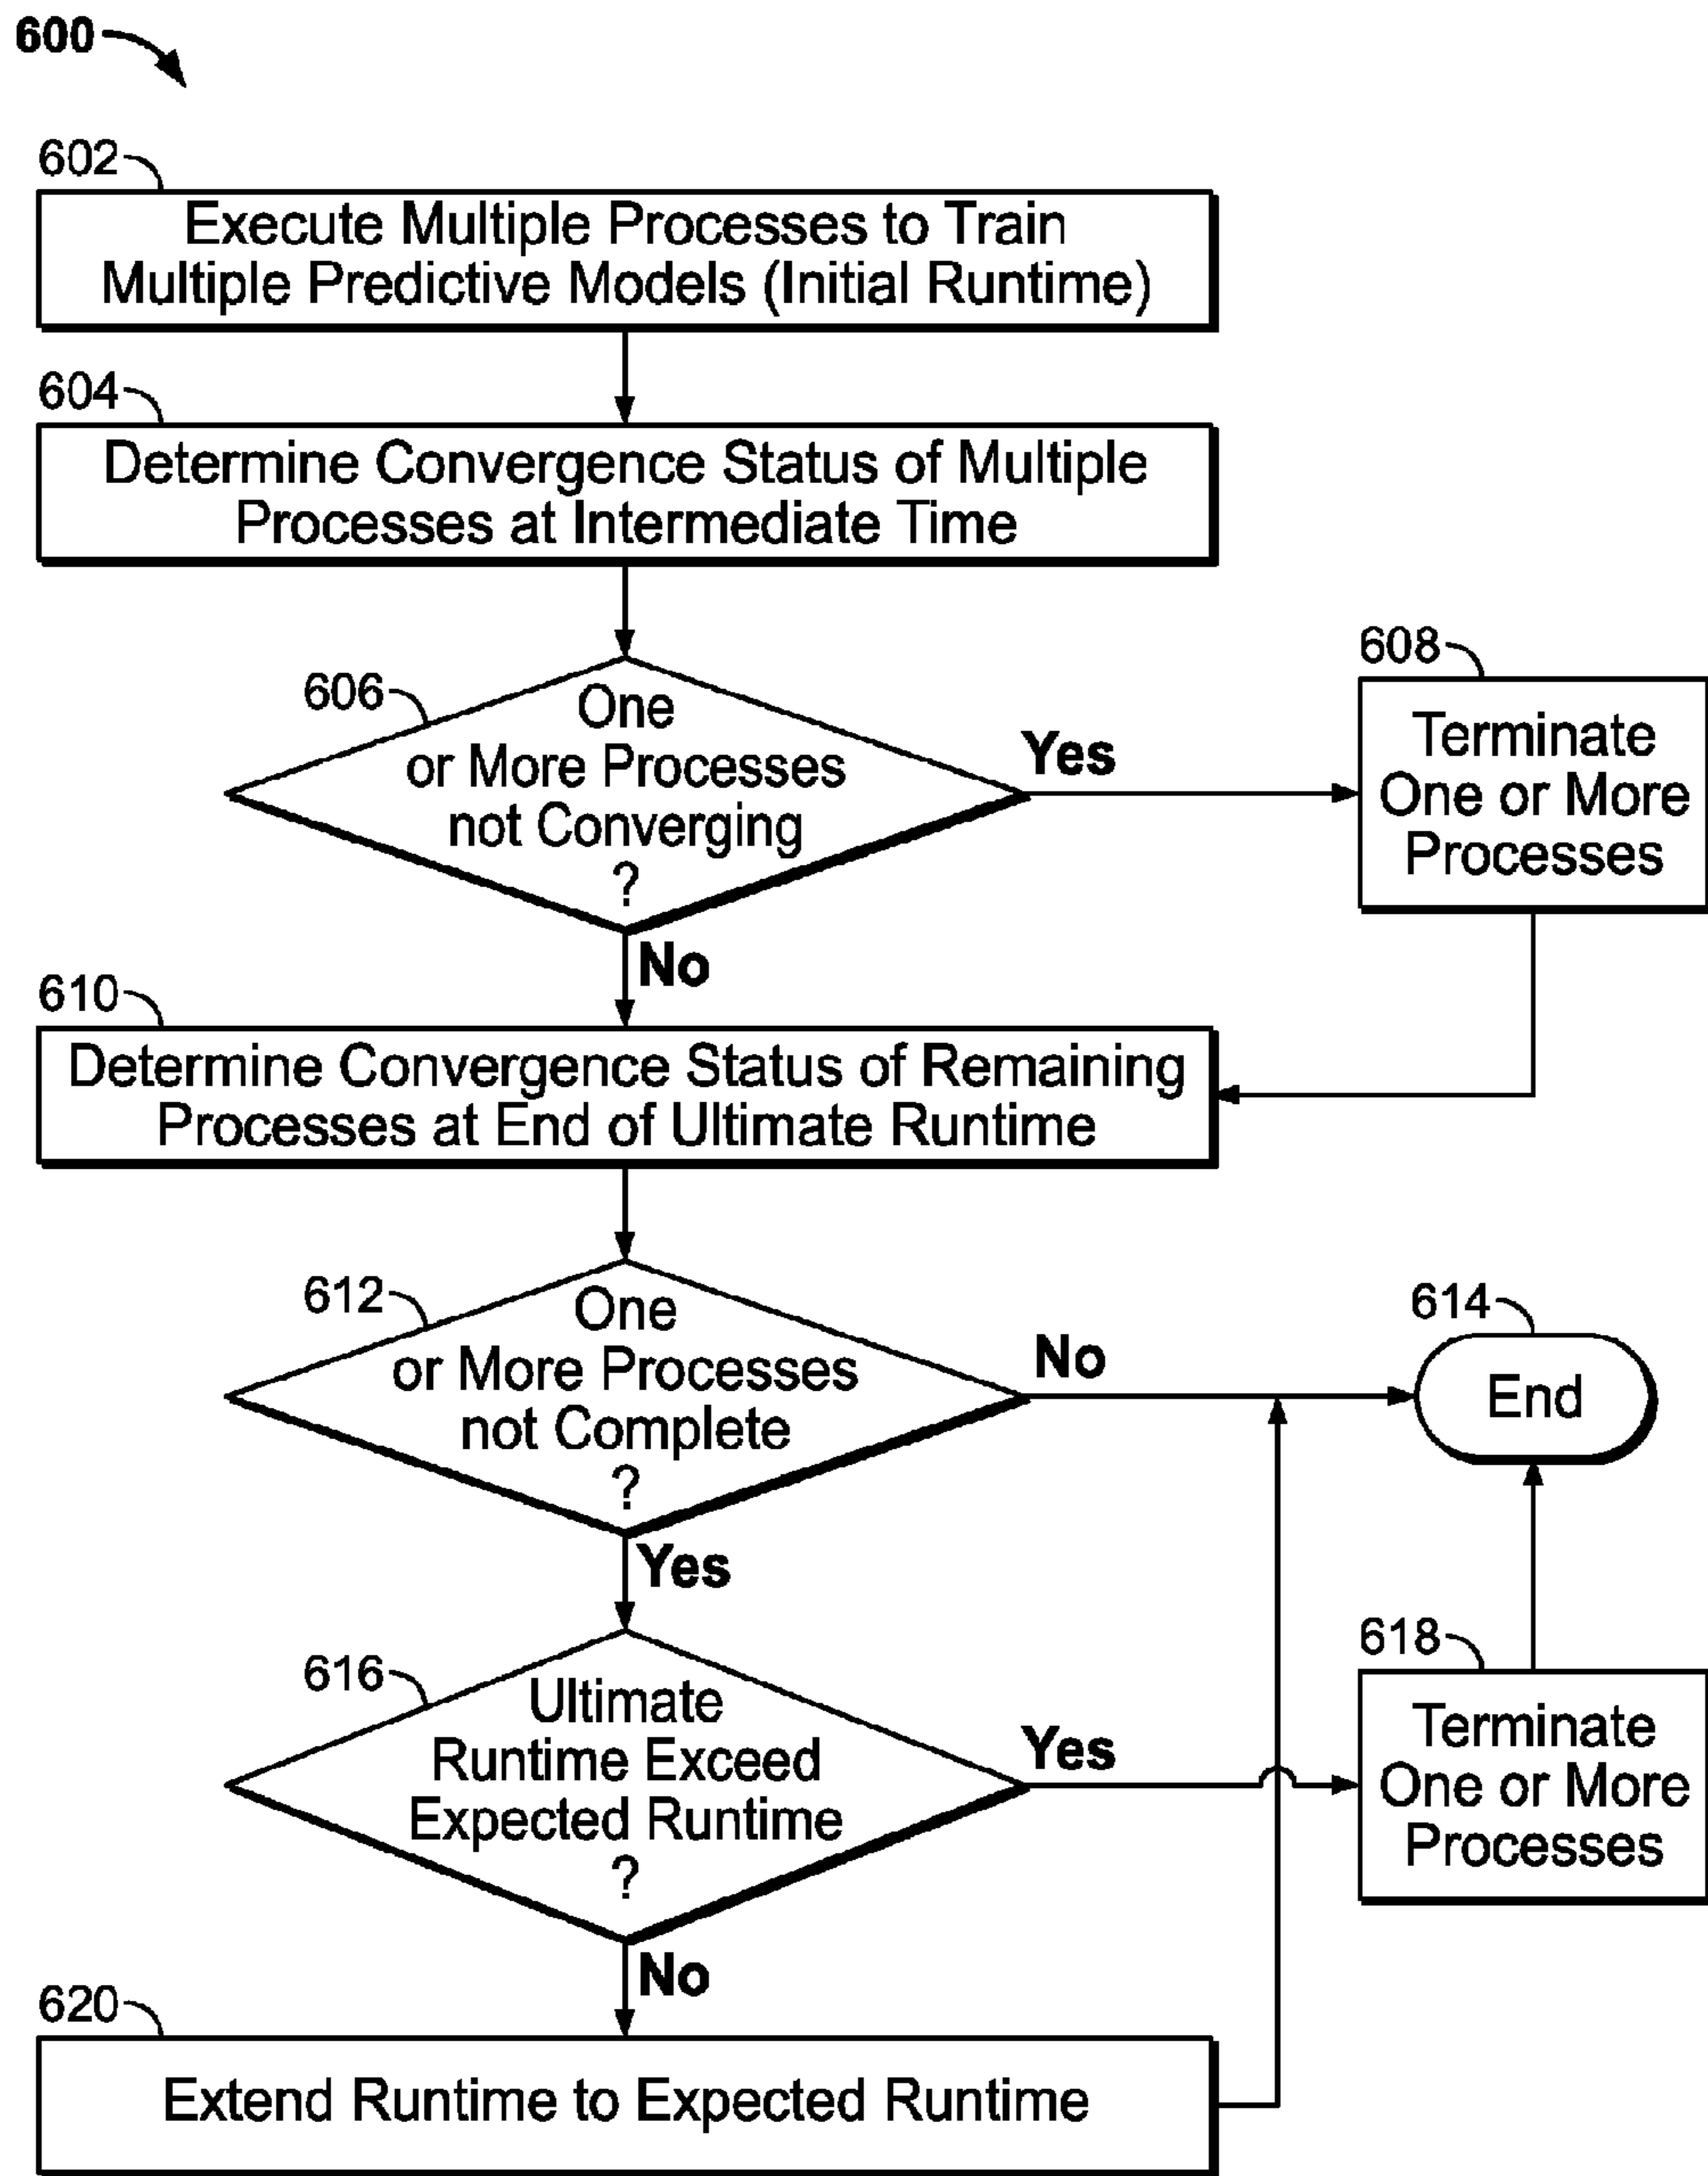 600
602
Execute Multiple Processes to Train
Multiple Predictive Models (Initial Runtime)
604
Determine Convergence Status of Multiple
Processes at Intermediate Time
606
One
or More Processes
not Converging
?
Yes
608
Terminate
One or More
Processes
No
610
Determine Convergence Status of Remaining
Processes at End of Ultimate Runtime
612
One
or More Processes
not Complete
?
No
614
End
Yes
616
Ultimate
Runtime Exceed
Expected Runtime
?
Yes
618
Terminate
One or More
Processes
No
620
Extend Runtime to Expected Runtime